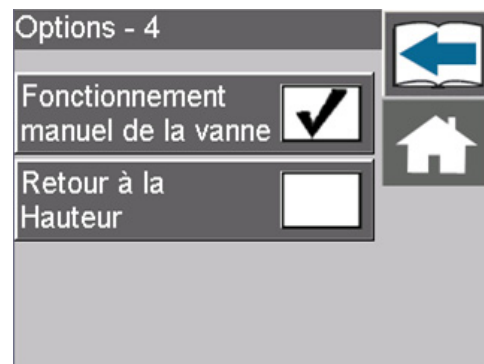 Options - 4
Fonctionnement
manuel de la vanne
Retour à la
Hauteur